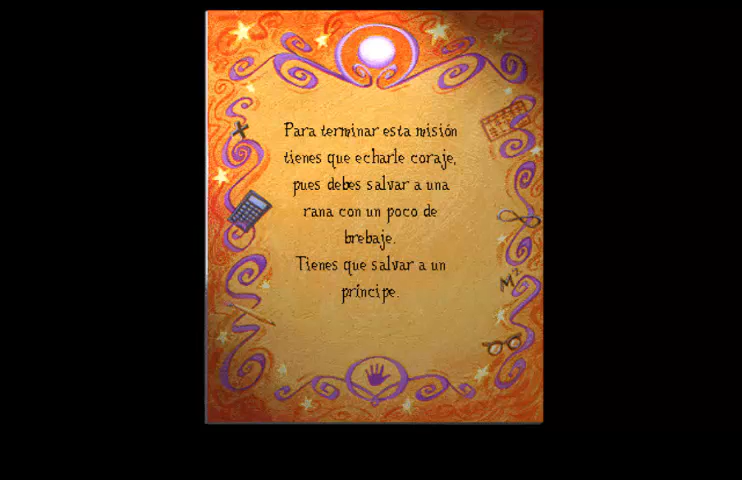 Para terminar esta misión
tienes que echarle coraje,
pues debes salvar a una
rana con un poco de
brebaje.
Tienes que salvar a un
príncipe.
M²